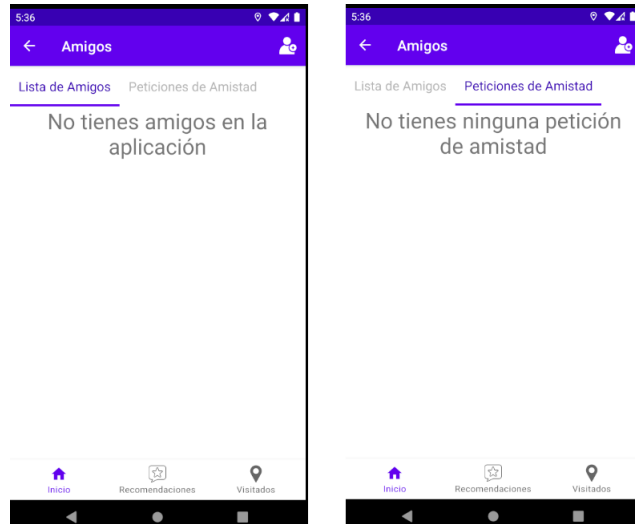 5:36
Amigos
Lista de Amigos Peticiones de Amistad
No tienes amigos en la
aplicación
Inicio Recomendaciones Visitados
5:36
Amigos
Lista de Amigos Peticiones de Amistad
No tienes ninguna petición
de amistad
Inicio Recomendaciones Visitados